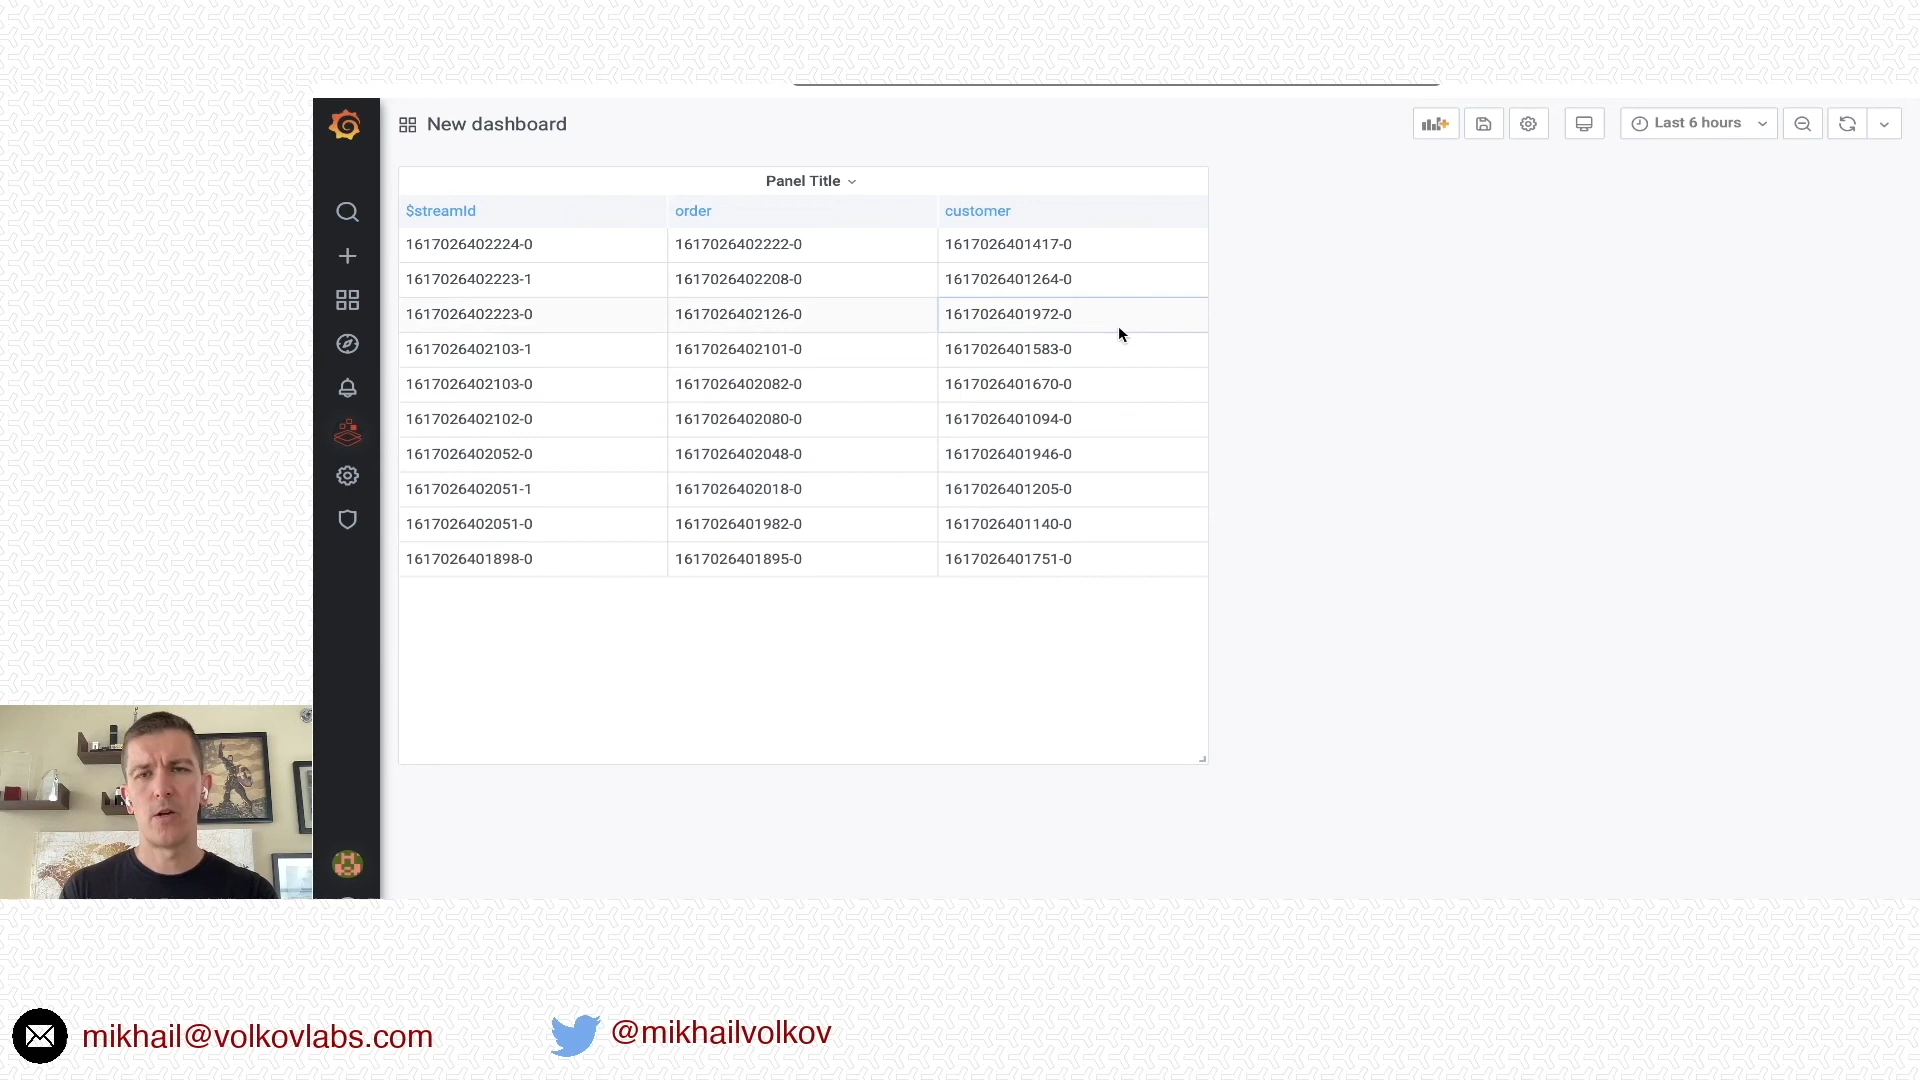 New dashboard
Last 6 hours
Panel Title
$streamId order customer
1617026402224-0 1617026402222-0 1617026401417-0
1617026402223-1 1617026402208-0 1617026401264-0
1617026402223-0 1617026402126-0 1617026401972-0
1617026402103-1 1617026402101-0 1617026401583-0
1617026402103-0 1617026402082-0 1617026401670-0
1617026402102-0 1617026402080-0 1617026401094-0
1617026402052-0 1617026402048-0 1617026401946-0
1617026402051-1 1617026402018-0 1617026401205-0
1617026402051-0 1617026401982-0 1617026401140-0
1617026401898-0 1617026401895-0 1617026401751-0
mikhail@volkovlabs.com
@mikhailvolkov